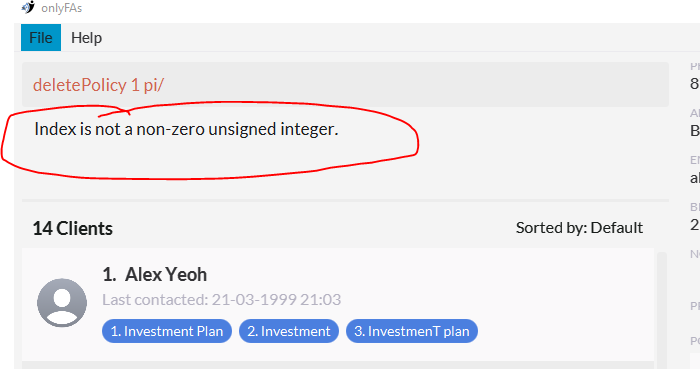 onlyFAs
File Help
deletePolicy 1 pi/
Index is not a non-zero unsigned integer.
14 Clients
Sorted by: Default
1. Alex Yeoh
Last contacted: 21-03-1999 21:03
1. Investment Plan
2. Investment
3. InvestmenT plan
8
B
2